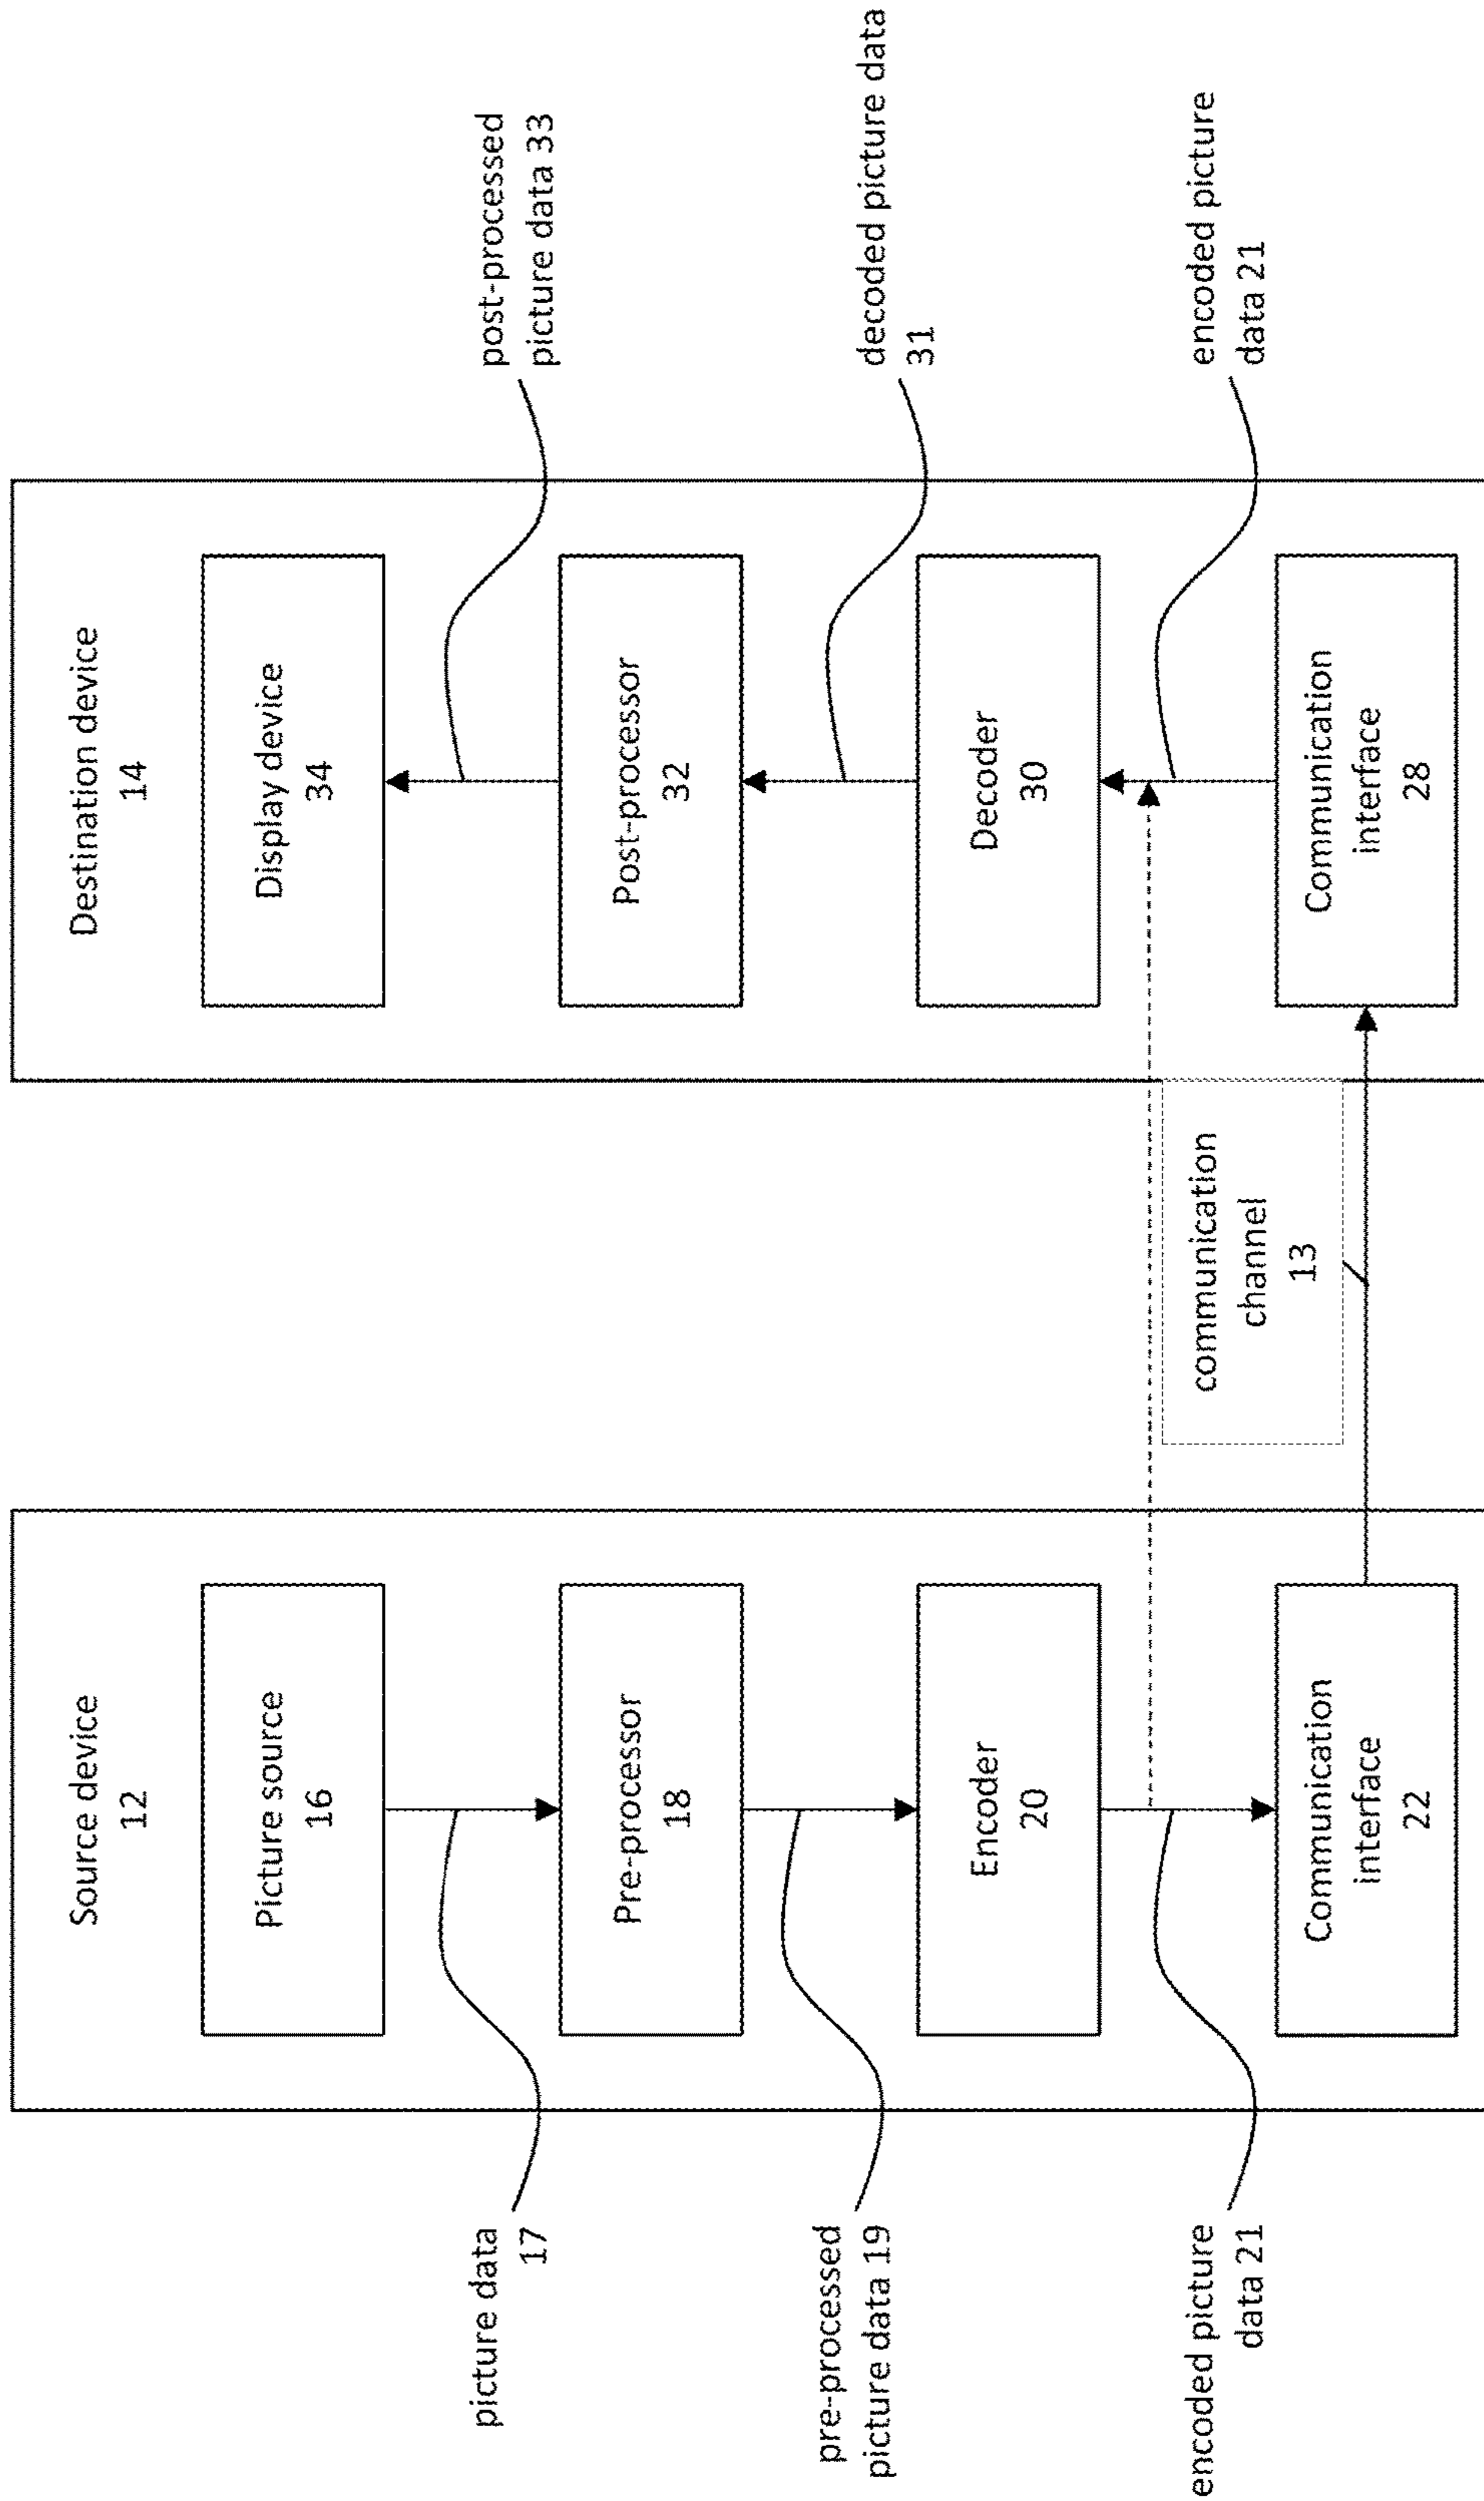 Source device
12
Picture source
16
picture data
17
Pre-processor
18
pre-processed
picture data 19
Encoder
20
encoded picture
data 21
Communication
interface
22
communication
channel
13
Destination device
14
Display device
34
post-processed
picture data 33
Post-processor
32
decoded picture data
31
Decoder
30
encoded picture
data 21
Communication
interface
28